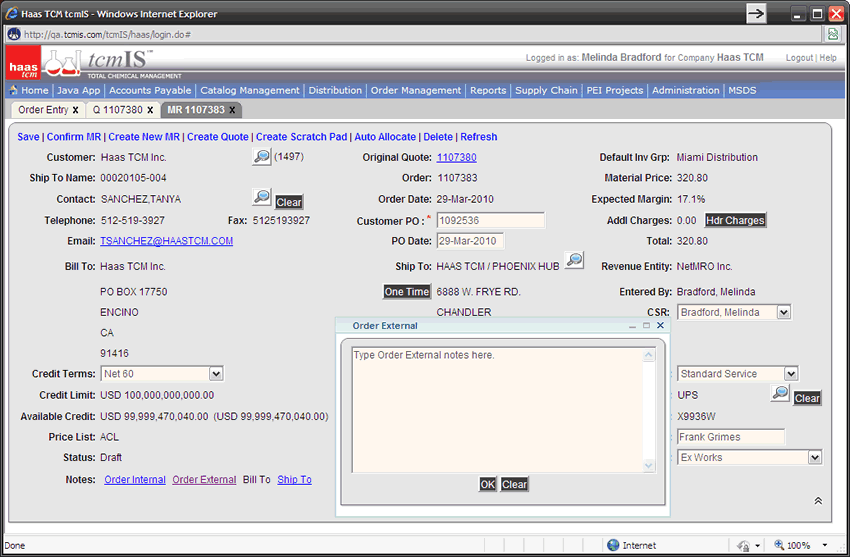 Haas TCM tcmIS - Windows Internet Explorer
http://qa.tcmis.com/tcmIS/haas/login.do#
haas tcm
tcmIS™
TOTAL CHEMICAL MANAGEMENT
Logged in as: Melinda Bradford for Company Haas TCM Logout | Help
Home | Java App | Accounts Payable | Catalog Management | Distribution | Order Management | Reports | Supply Chain | PEI Projects | Administration | MSDS
Order Entry x Q 1107380 x MR 1107383 x
Save | Confirm MR | Create New MR | Create Quote | Create Scratch Pad | Auto Allocate | Delete | Refresh
Customer: Haas TCM Inc. (1497) Original Quote: 1107380 Default Inv Grp: Miami Distribution
Ship To Name: 00020105-004 Order: 1107383 Material Price: 320.80
Contact: SANCHEZ,TANYA Clear Order Date: 29-Mar-2010 Expected Margin: 17.1%
Telephone: 512-519-3927 Fax: 5125193927 Customer PO :* 1092536 Addl Charges: 0.00 Hdr Charges
Email: TSANCHEZ@HAASTCM.COM PO Date: 29-Mar-2010 Total: 320.80
Bill To: Haas TCM Inc. Ship To: HAAS TCM / PHOENIX HUB Revenue Entity: NetMRO Inc.
PO BOX 17750 One Time 6888 W. FRYE RD. Entered By: Bradford, Melinda
ENCINO CHANDLER CSR: Bradford, Melinda
CA
91416
Order External
Type Order External notes here.
OK Clear
Credit Terms: Net 60 Standard Service
Credit Limit: USD 100,000,000,000.00 UPS Clear
Available Credit: USD 99,999,470,040.00 (USD 99,999,470,040.00) X9936W
Price List: ACL Frank Grimes
Status: Draft Ex Works
Notes: Order Internal Order External Bill To Ship To
Done Internet 100%